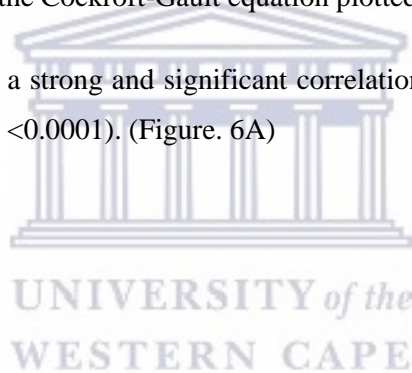 the Cockroft-Gault equation plotted
a strong and significant correlation
<0.0001). (Figure. 6A)
UNIVERSITY of the
WESTERN CAPE